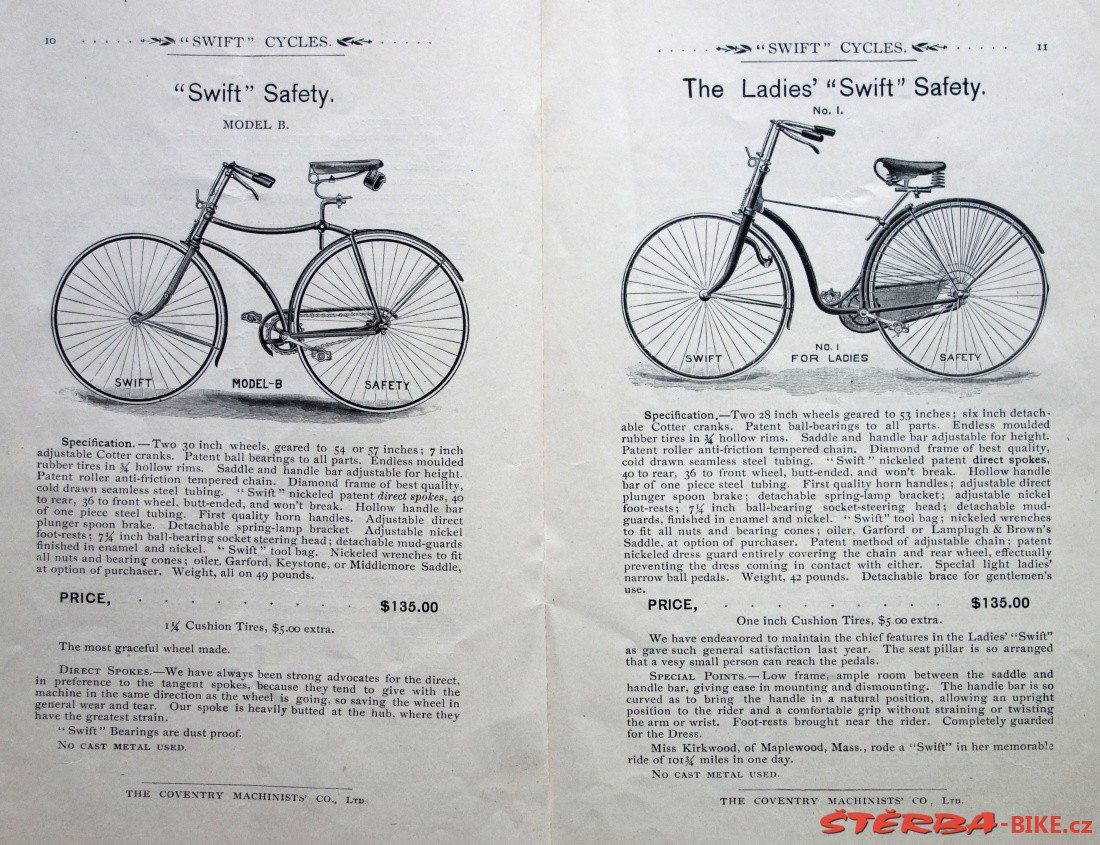 10 "SWIFT" CYCLES.
"Swift" Safety.
MODEL B.
SWIFT MODEL-B SAFETY
Specification.—Two 30 inch wheels, geared to 54 or 57 inches; 7 inch
adjustable Cotter cranks. Patent ball bearings to all parts. Endless moulded
rubber tires in ¾ hollow rims. Saddle and handle bar adjustable for height.
Patent roller anti-friction tempered chain. Diamond frame of best quality,
cold drawn seamless steel tubing. "Swift" nickeled patent direct spokes, 40
to rear, 36 to front wheel, butt-ended, and won't break. Hollow handle bar
of one piece steel tubing. First quality horn handles. Adjustable direct
plunger spoon brake. Detachable spring-lamp bracket. Adjustable nickel
foot-rests; 7¼ inch ball-bearing socket steering head; detachable mud-guards
finished in enamel and nickel. "Swift" tool bag. Nickeled wrenches to fit
all nuts and bearing cones; oiler, Garford, Keystone, or Middlemore Saddle,
at option of purchaser. Weight, all on 49 pounds.
PRICE, . . . . . . . . . $135.00
1¼ Cushion Tires, $5.00 extra.
The most graceful wheel made.
DIRECT SPOKES.—We have always been strong advocates for the direct,
in preference to the tangent spokes, because they tend to give with the
machine in the same direction as the wheel is going, so saving the wheel in
general wear and tear. Our spoke is heavily butted at the hub, where they
have the greatest strain.
"Swift" Bearings are dust proof.
NO CAST METAL USED.
THE COVENTRY MACHINISTS' CO., LTD.
"SWIFT" CYCLES. 11
The Ladies' "Swift" Safety.
No. 1.
SWIFT NO. 1 FOR LADIES SAFETY
Specification.—Two 28 inch wheels geared to 53 inches; six inch detach-
able Cotter cranks. Patent ball-bearings to all parts. Endless moulded
rubber tires in ¾ hollow rims. Saddle and handle bar adjustable for height.
Patent roller anti-friction tempered chain. Diamond frame of best quality,
cold drawn seamless steel tubing. "Swift" nickeled patent direct spokes,
40 to rear, 36 to front wheel, butt-ended, and won't break. Hollow handle
bar of one piece steel tubing. First quality horn handles; adjustable direct
plunger spoon brake; detachable spring-lamp bracket; adjustable nickel
foot-rests; 7¼ inch ball-bearing socket-steering head; detachable mud-
guards, finished in enamel and nickel. "Swift" tool bag; nickeled wrenches
to fit all nuts and bearing cones; oiler, Garford or Lamplugh & Brown's
Saddle, at option of purchaser. Patent method of adjustable chain; patent
nickeled dress guard entirely covering the chain and rear wheel, effectually
preventing the dress coming in contact with either. Special light ladies'
narrow ball pedals. Weight, 42 pounds. Detachable brace for gentlemen's
use.
PRICE, . . . . . . . . . $135.00
One inch Cushion Tires, $5.00 extra.
We have endeavored to maintain the chief features in the Ladies' "Swift"
as gave such general satisfaction last year. The seat pillar is so arranged
that a vesy small person can reach the pedals.
SPECIAL POINTS.—Low frame, ample room between the saddle and
handle bar, giving ease in mounting and dismounting. The handle bar is so
curved as to bring the handle in a natural position, allowing an upright
position to the rider and a comfortable grip without straining or twisting
the arm or wrist. Foot-rests brought near the rider. Completely guarded
for the Dress.
Miss Kirkwood, of Maplewood, Mass., rode a "Swift" in her memorable
ride of 101¾ miles in one day.
NO CAST METAL USED.
THE COVENTRY MACHINISTS' CO, LTD.
ŠTĚRBA-BIKE.cz